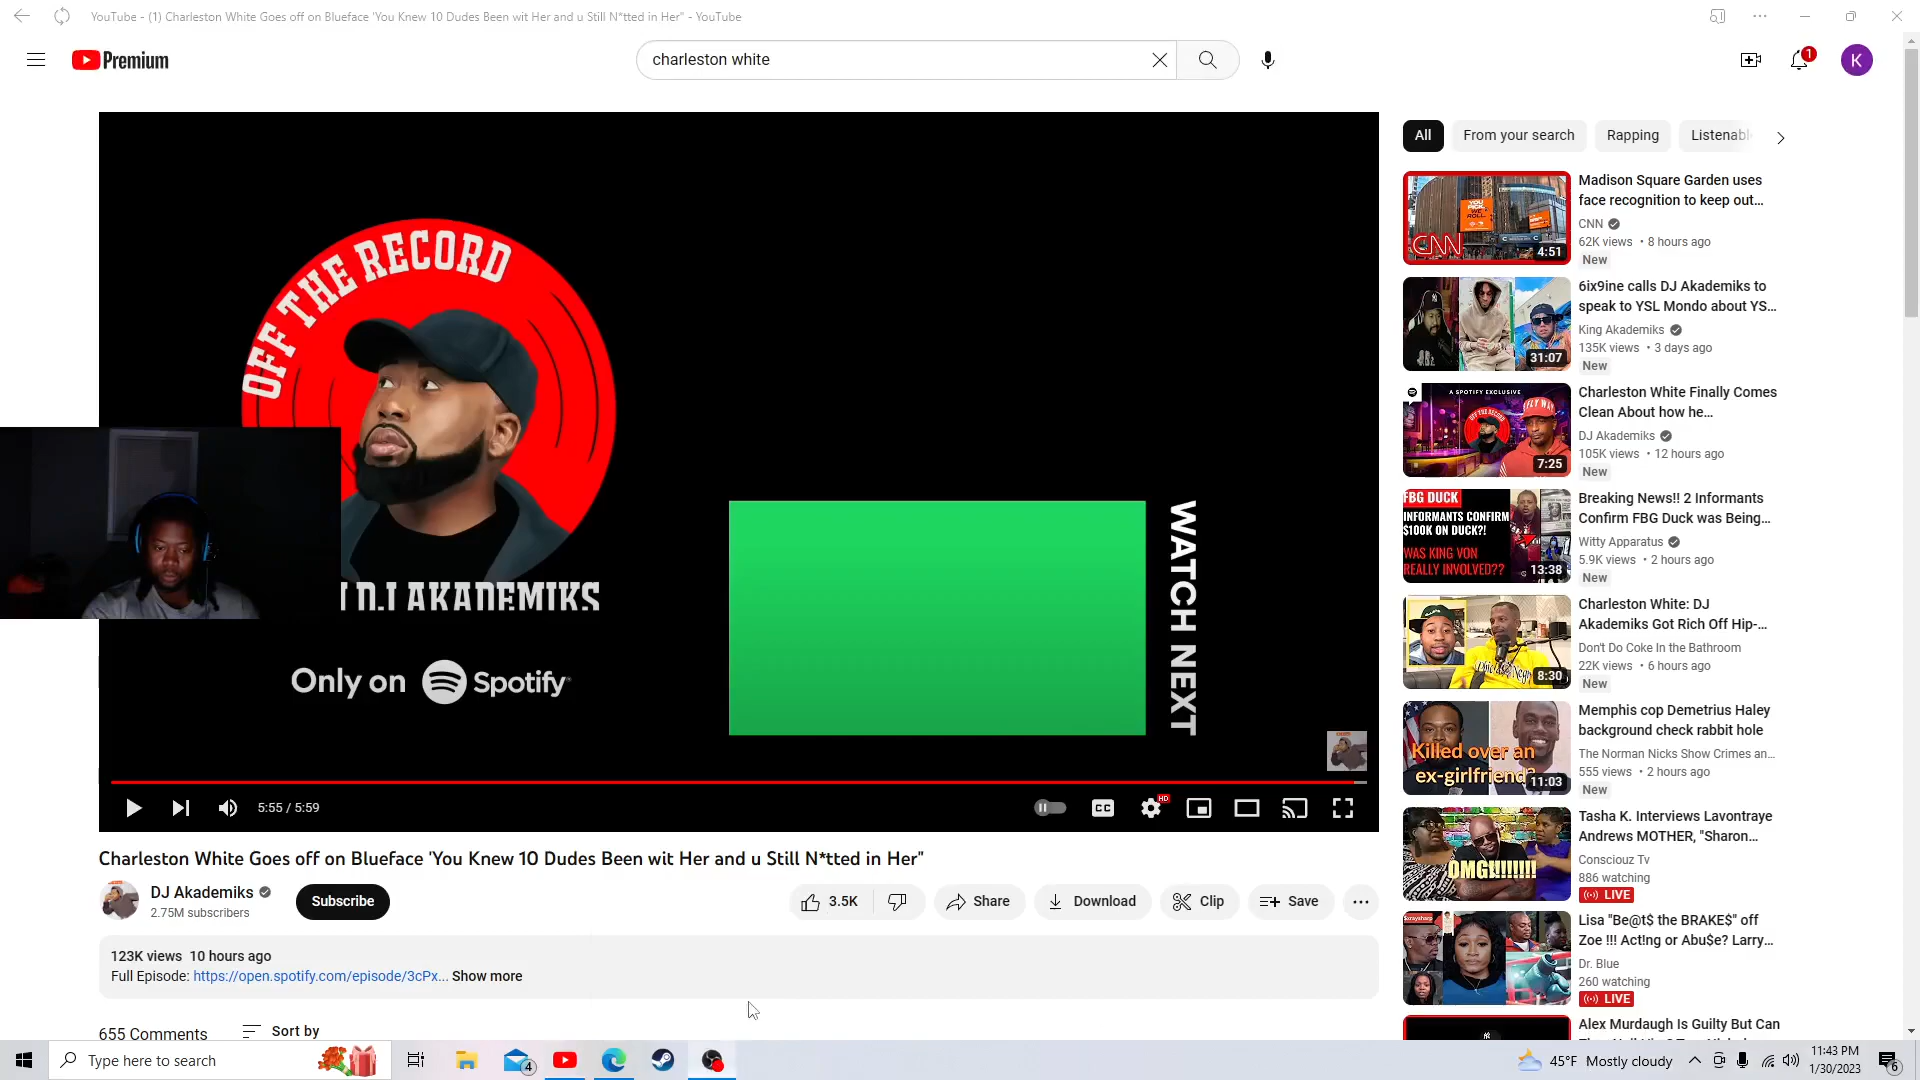 YouTube - (1) Charleston White Goes off on Blueface 'You Knew 10 Dudes Been wit Her and u Still N*tted in Her" - YouTube
Premium
charleston white
1
K
OFF THE RECORD
DJ AKADEMIKS
Only on Spotify
WATCH NEXT
5:55 / 5:59
CC
HD
Charleston White Goes off on Blueface 'You Knew 10 Dudes Been wit Her and u Still N*tted in Her"
DJ Akademiks
2.75M subscribers
Subscribe
3.5K
Share
Download
Clip
Save
123K views 10 hours ago
Full Episode: https://open.spotify.com/episode/3cPx... Show more
655 Comments
Sort by
All
From your search
Rapping
Listenabl
YOU PICK. WE ROLL.
CNN
4:51
Madison Square Garden uses
face recognition to keep out...
CNN
62K views • 8 hours ago
New
31:07
6ix9ine calls DJ Akademiks to
speak to YSL Mondo about YS...
King Akademiks
135K views • 3 days ago
New
A SPOTIFY EXCLUSIVE
7:25
Charleston White Finally Comes
Clean About how he...
DJ Akademiks
105K views • 12 hours ago
New
FBG DUCK
INFORMANTS CONFIRM
$100K ON DUCK?!
WAS KING VON
REALLY INVOLVED??
13:38
Breaking News!! 2 Informants
Confirm FBG Duck was Being...
Witty Apparatus
5.9K views • 2 hours ago
New
8:30
Charleston White: DJ
Akademiks Got Rich Off Hip-...
Don't Do Coke In the Bathroom
22K views • 6 hours ago
New
Killed over an
ex-girlfriend?
11:03
Memphis cop Demetrius Haley
background check rabbit hole
The Norman Nicks Show Crimes an...
555 views • 2 hours ago
New
OMG!!!!!!!
Tasha K. Interviews Lavontraye
Andrews MOTHER, "Sharon...
Consciouz Tv
886 watching
LIVE
Lisa "Be@t$ the BRAKE$" off
Zoe !!! Act!ng or Abu$e? Larry...
Dr. Blue
260 watching
LIVE
Alex Murdaugh Is Guilty But Can
Type here to search
4
45°F Mostly cloudy
11:43 PM
1/30/2023
6